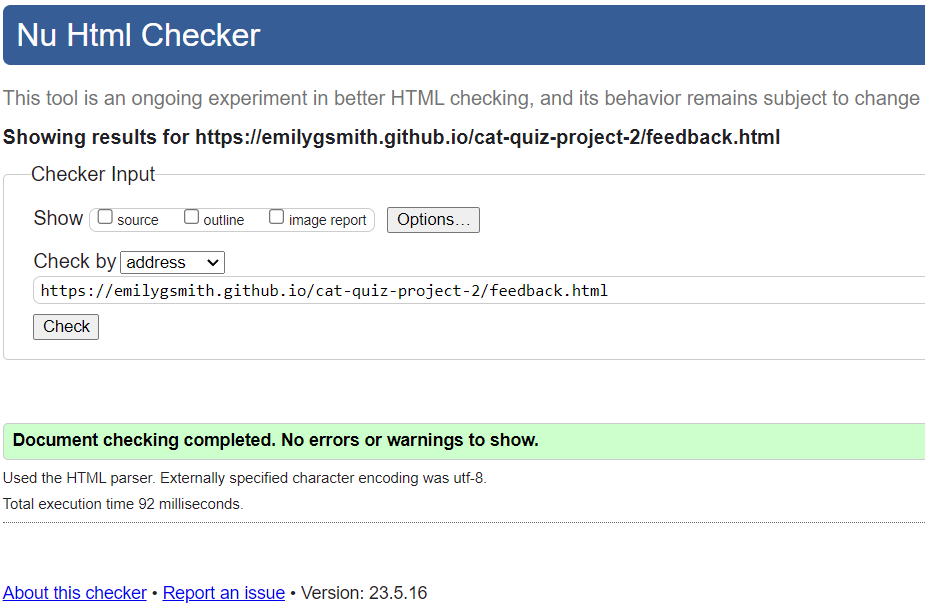 Nu Html Checker
This tool is an ongoing experiment in better HTML checking, and its behavior remains subject to change
Showing results for https://emilygsmith.github.io/cat-quiz-project-2/feedback.html
Checker Input
Show source outline image report Options...
Check by address
https://emilygsmith.github.io/cat-quiz-project-2/feedback.html
Check
Document checking completed. No errors or warnings to show.
Used the HTML parser. Externally specified character encoding was utf-8.
Total execution time 92 milliseconds.
About this checker • Report an issue • Version: 23.5.16